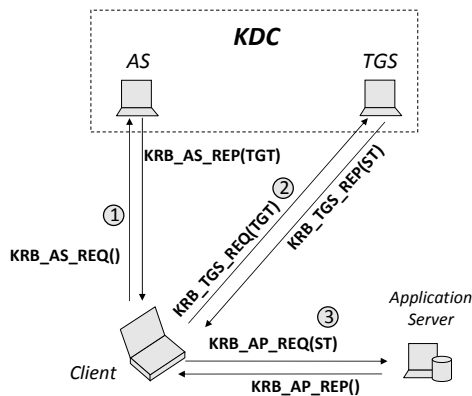 KDC
AS
TGS
KRB_AS_REP(TGT)
1
2
KRB_AS_REQ()
KRB_TGS_REQ(TGT)
KRB_TGS_REP(ST)
3
Application
Server
KRB_AP_REQ(ST)
Client
KRB_AP_REP()